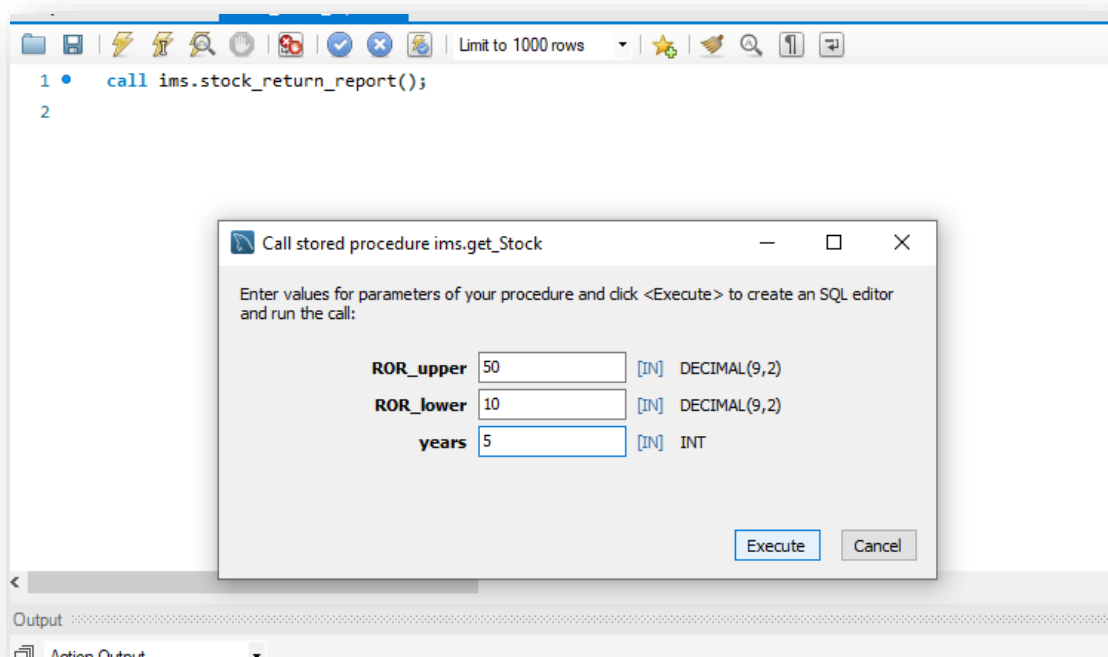 Limit to 1000 rows
1 call ims.stock_return_report();
2
Call stored procedure ims.get_Stock
Enter values for parameters of your procedure and click <Execute> to create an SQL editor
and run the call:
ROR_upper 50 [IN] DECIMAL(9,2)
ROR_lower 10 [IN] DECIMAL(9,2)
years 5 [IN] INT
Execute Cancel
Output
Action Output